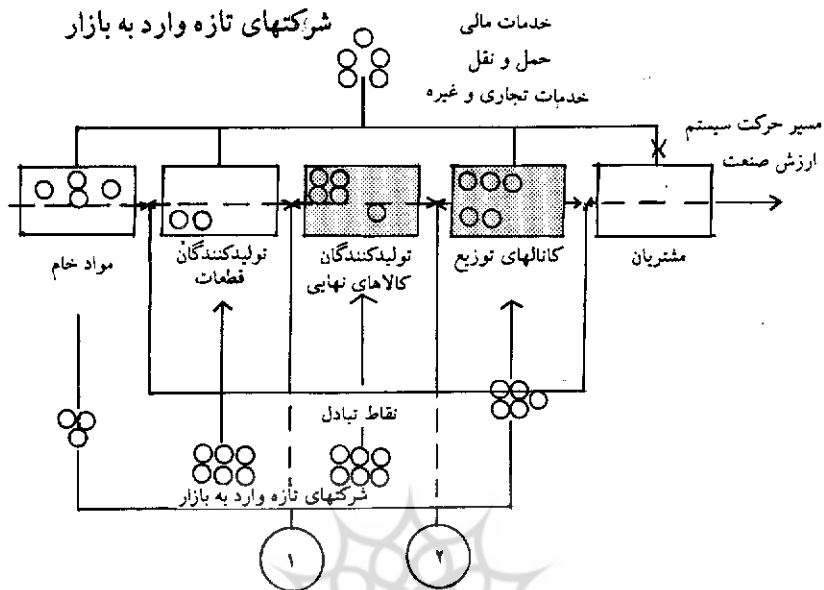 شرکتهای تازه وارد به بازار
خدمات مالی
حمل و نقل
خدمات تجاری و غیره
مسیر حرکت سیستم
ارزش صنعت
مواد خام
تولیدکنندگان
قطعات
تولیدکنندگان
کالاهای نهایی
کانالهای توزیع
مشتریان
نقاط تبادل
شرکتهای تازه وارد به بازار
۱
۲